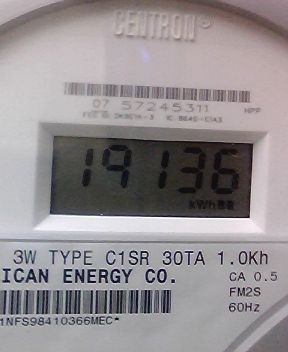 CENTRON®
07 57245311 HPP
19136
kWh
3W TYPE C1SR 30TA 1.0Kh
ICAN ENERGY CO. CA 0.5
FM2S
60Hz
1NFS98410366MEC*